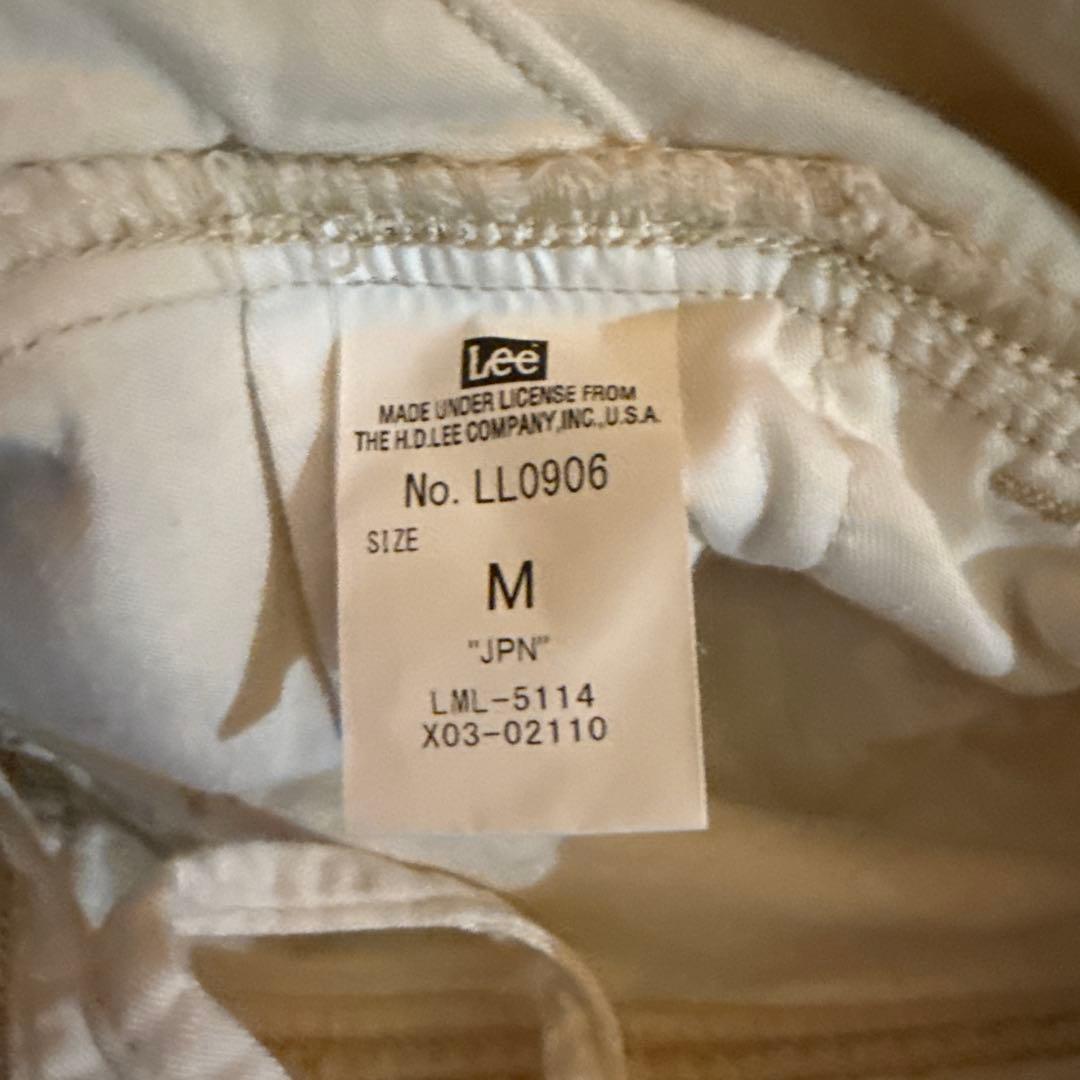 Lee
MADE UNDER LICENSE FROM
THE H.D.LEE COMPANY,INC.,U.S.A.
No. LL0906
SIZE
M
"JPN"
LML-5114
X03-02110